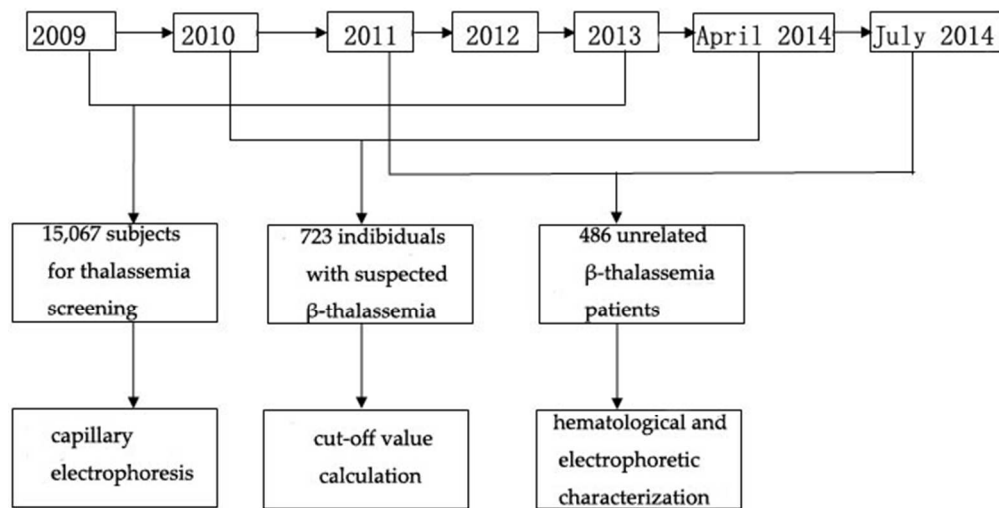 2009
2010
2011
2012
2013
April 2014
July 2014
15,067 subjects
for thalassemia
screening
723 indibiduals
with suspected
β-thalassemia
486 unrelated
β-thalassemia
patients
capillary
electrophoresis
cut-off value
calculation
hematological and
electrophoretic
characterization